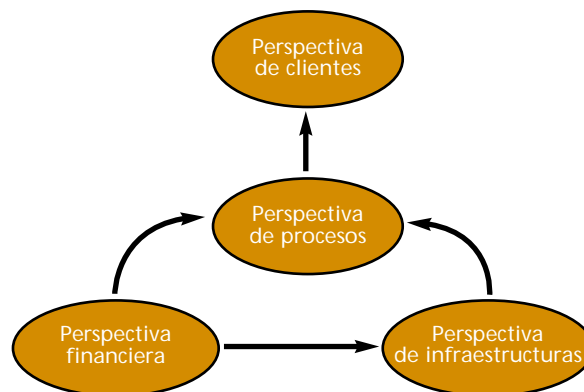 Perspectiva
de clientes
Perspectiva
de procesos
Perspectiva
financiera
Perspectiva
de infraestructuras